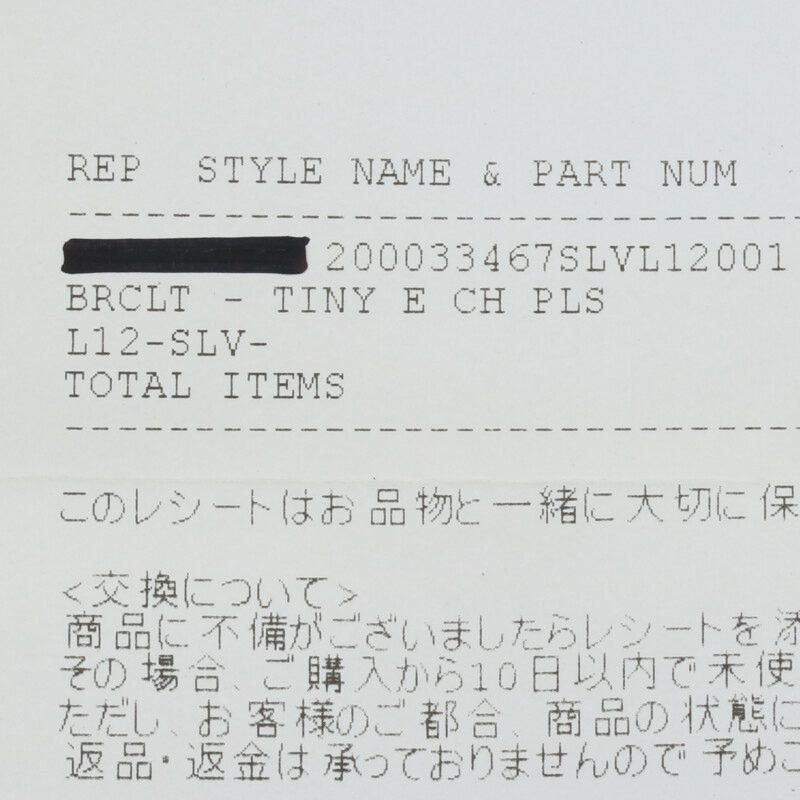 REP STYLE NAME & PART NUM
200033467SLVL12001
BRCLT - TINY E CH PLS
L12-SLV-
TOTAL ITEMS
このレシートはお品物と一緒に大切に保
<交換について>
商品に不備がございましたらレシートを添
その場合、ご購入から10日以内で未使
ただし、お客様のご都合、商品の状態に
返品・返金は承っておりませんので予めご